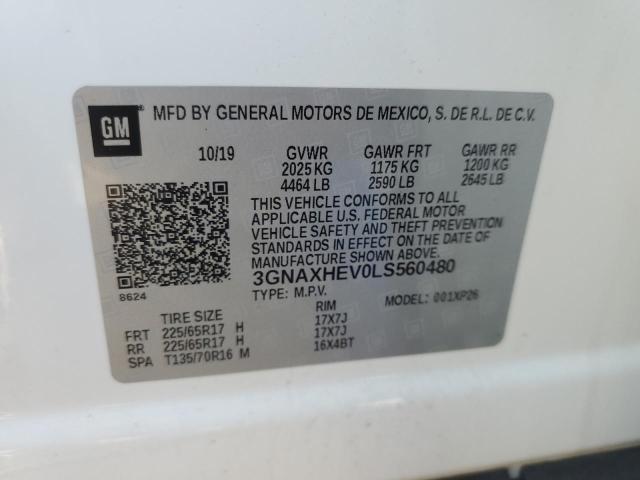 GM
MFD BY GENERAL MOTORS DE MEXICO, S. DE R.L. DE C.V.
10/19 GVWR GAWR FRT GAWR RR
2025 KG 1175 KG 1200 KG
4464 LB 2590 LB 2645 LB
THIS VEHICLE CONFORMS TO ALL
APPLICABLE U.S. FEDERAL MOTOR
VEHICLE SAFETY AND THEFT PREVENTION
STANDARDS IN EFFECT ON THE DATE OF
MANUFACTURE SHOWN ABOVE.
3GNAXHEV0LS560480
8624
TYPE: M.P.V. MODEL: 001XP26
TIRE SIZE RIM
FRT 225/65R17 H 17X7J
RR 225/65R17 H 17X7J
SPA T135/70R16 M 16X4BT